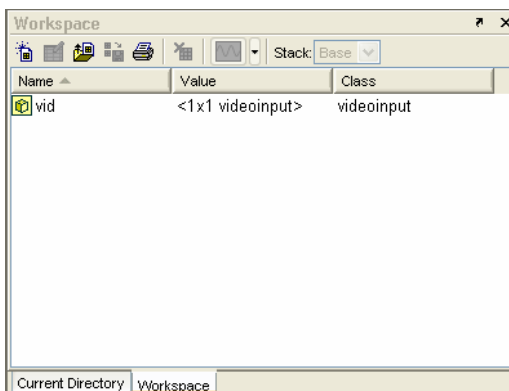 Workspace
Stack: Base
Name Value Class
vid <1x1 videoinput> videoinput
Current Directory Workspace